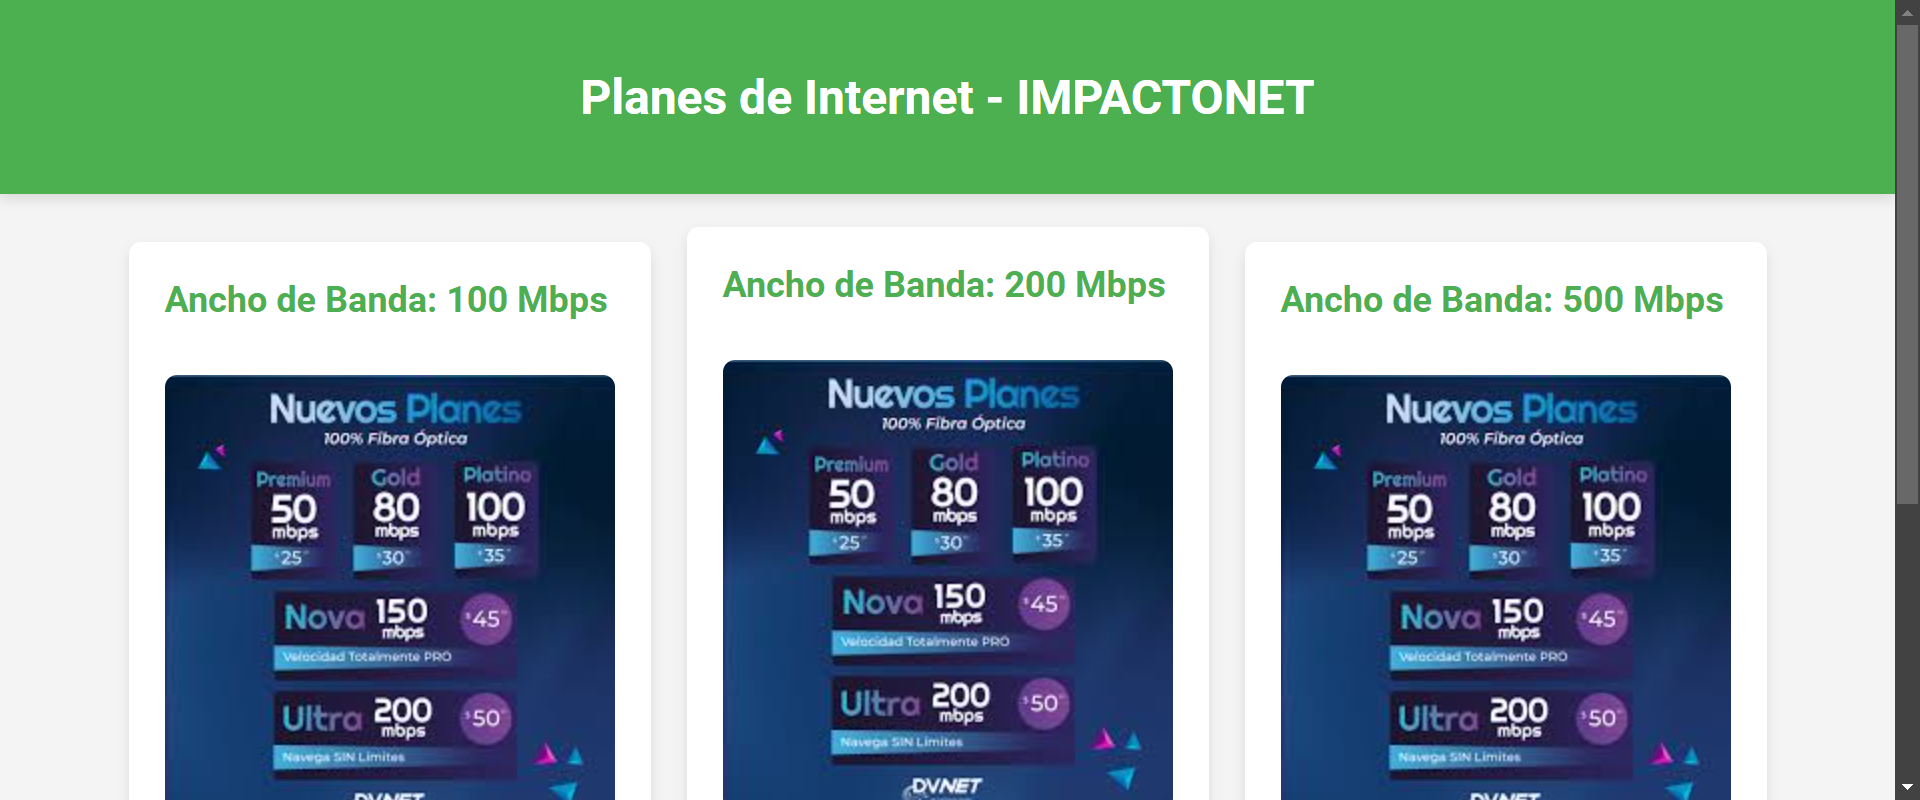 Planes de Internet - IMPACTONET
Ancho de Banda: 100 Mbps
Nuevos Planes
100% Fibra Óptica
Premium
50
mbps
$25
Gold
80
mbps
$30
Platino
100
mbps
$35
Nova 150 mbps $45
Velocidad Totalmente PRO
Ultra 200 mbps $50
Navega SIN Limites
DVNET
Ancho de Banda: 200 Mbps
Nuevos Planes
100% Fibra Óptica
Premium
50
mbps
$25
Gold
80
mbps
$30
Platino
100
mbps
$35
Nova 150 mbps $45
Velocidad Totalmente PRO
Ultra 200 mbps $50
Navega SIN Limites
DVNET
Ancho de Banda: 500 Mbps
Nuevos Planes
100% Fibra Óptica
Premium
50
mbps
$25
Gold
80
mbps
$30
Platino
100
mbps
$35
Nova 150 mbps $45
Velocidad Totalmente PRO
Ultra 200 mbps $50
Navega SIN Limites
DVNET